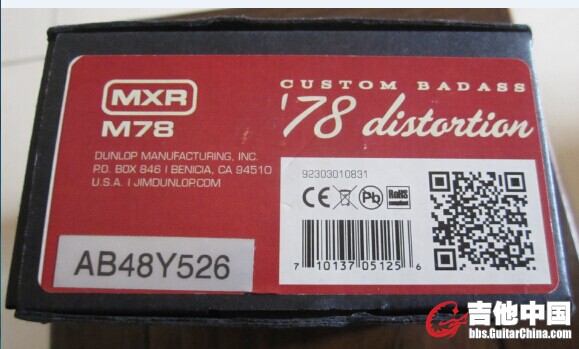 MXR
M78
CUSTOM BADASS
'78 distortion
DUNLOP MANUFACTURING, INC.
P.O. BOX 846 | BENICIA, CA 94510
U.S.A. | JIMDUNLOP.COM
92303010831
CE
Pb
RoHS
7 10137 05125 6
AB48Y526
吉他中国
bbs.GuitarChina.com